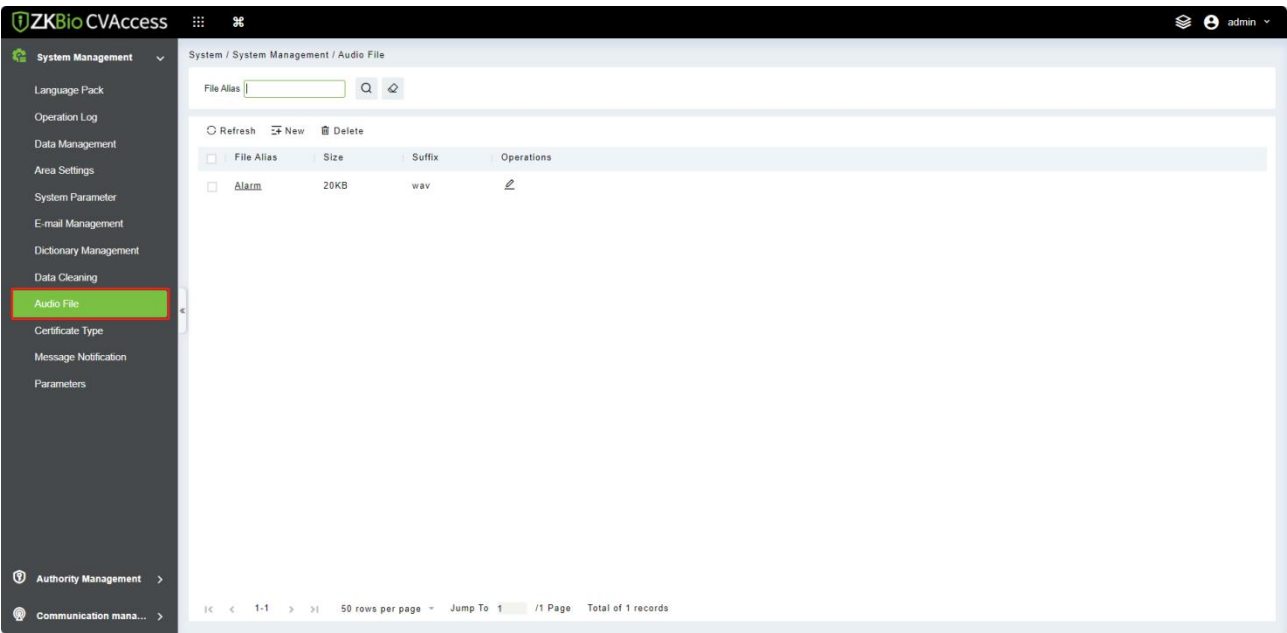 ZKBio CVAccess
admin
System Management
Language Pack
Operation Log
Data Management
Area Settings
System Parameter
E-mail Management
Dictionary Management
Data Cleaning
Audio File
Certificate Type
Message Notification
Parameters
Authority Management
Communication mana...
System / System Management / Audio File
File Alias
Refresh New Delete
File Alias Size Suffix Operations
Alarm 20KB wav
1-1 50 rows per page Jump To 1 /1 Page Total of 1 records